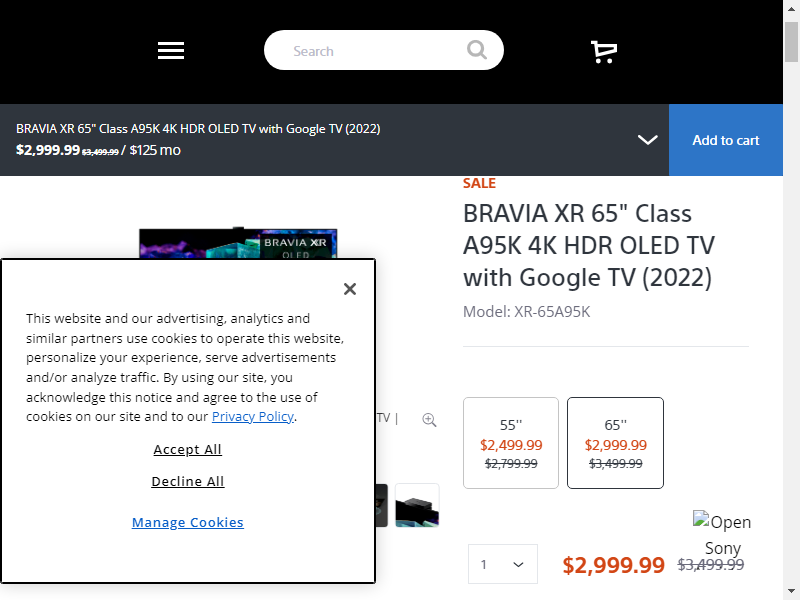 Search
BRAVIA XR 65" Class A95K 4K HDR OLED TV with Google TV (2022)
$2,999.99 $3,499.99 / $125 mo
Add to cart
SALE
BRAVIA XR 65" Class
A95K 4K HDR OLED TV
with Google TV (2022)
Model: XR-65A95K
BRAVIA XR
OLED
This website and our advertising, analytics and
similar partners use cookies to operate this website,
personalize your experience, serve advertisements
and/or analyze traffic. By using our site, you
acknowledge this notice and agree to the use of
cookies on our site and to our Privacy Policy.
Accept All
Decline All
Manage Cookies
TV |
55''
$2,499.99
$2,799.99
65''
$2,999.99
$3,499.99
Open
Sony
1
$2,999.99 $3,499.99